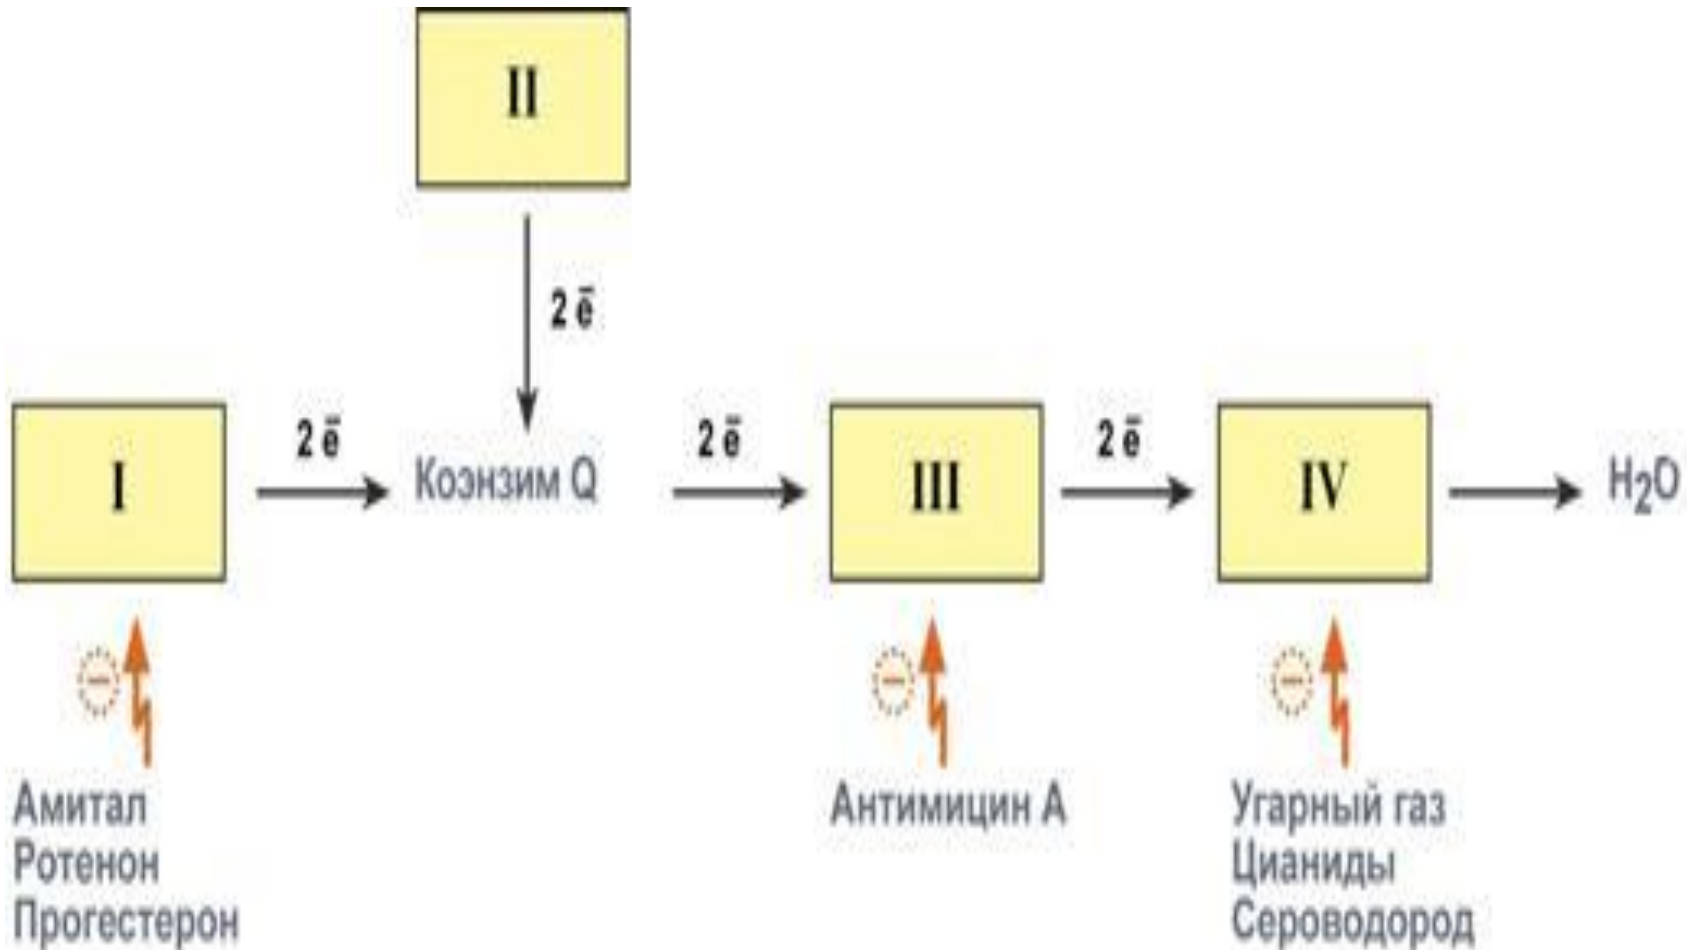 II
2 ē
I
2 ē
Коэнзим Q
2 ē
III
2 ē
IV
H₂O
Амитал
Ротенон
Прогестерон
Антимицин А
Угарный газ
Цианиды
Сероводород